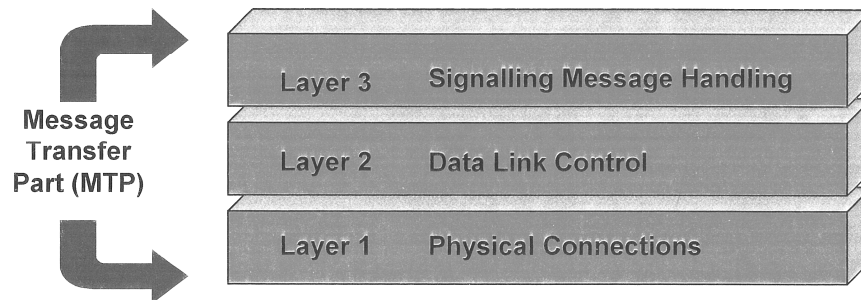 Message
Transfer
Part (MTP)
Layer 3 Signalling Message Handling
Layer 2 Data Link Control
Layer 1 Physical Connections